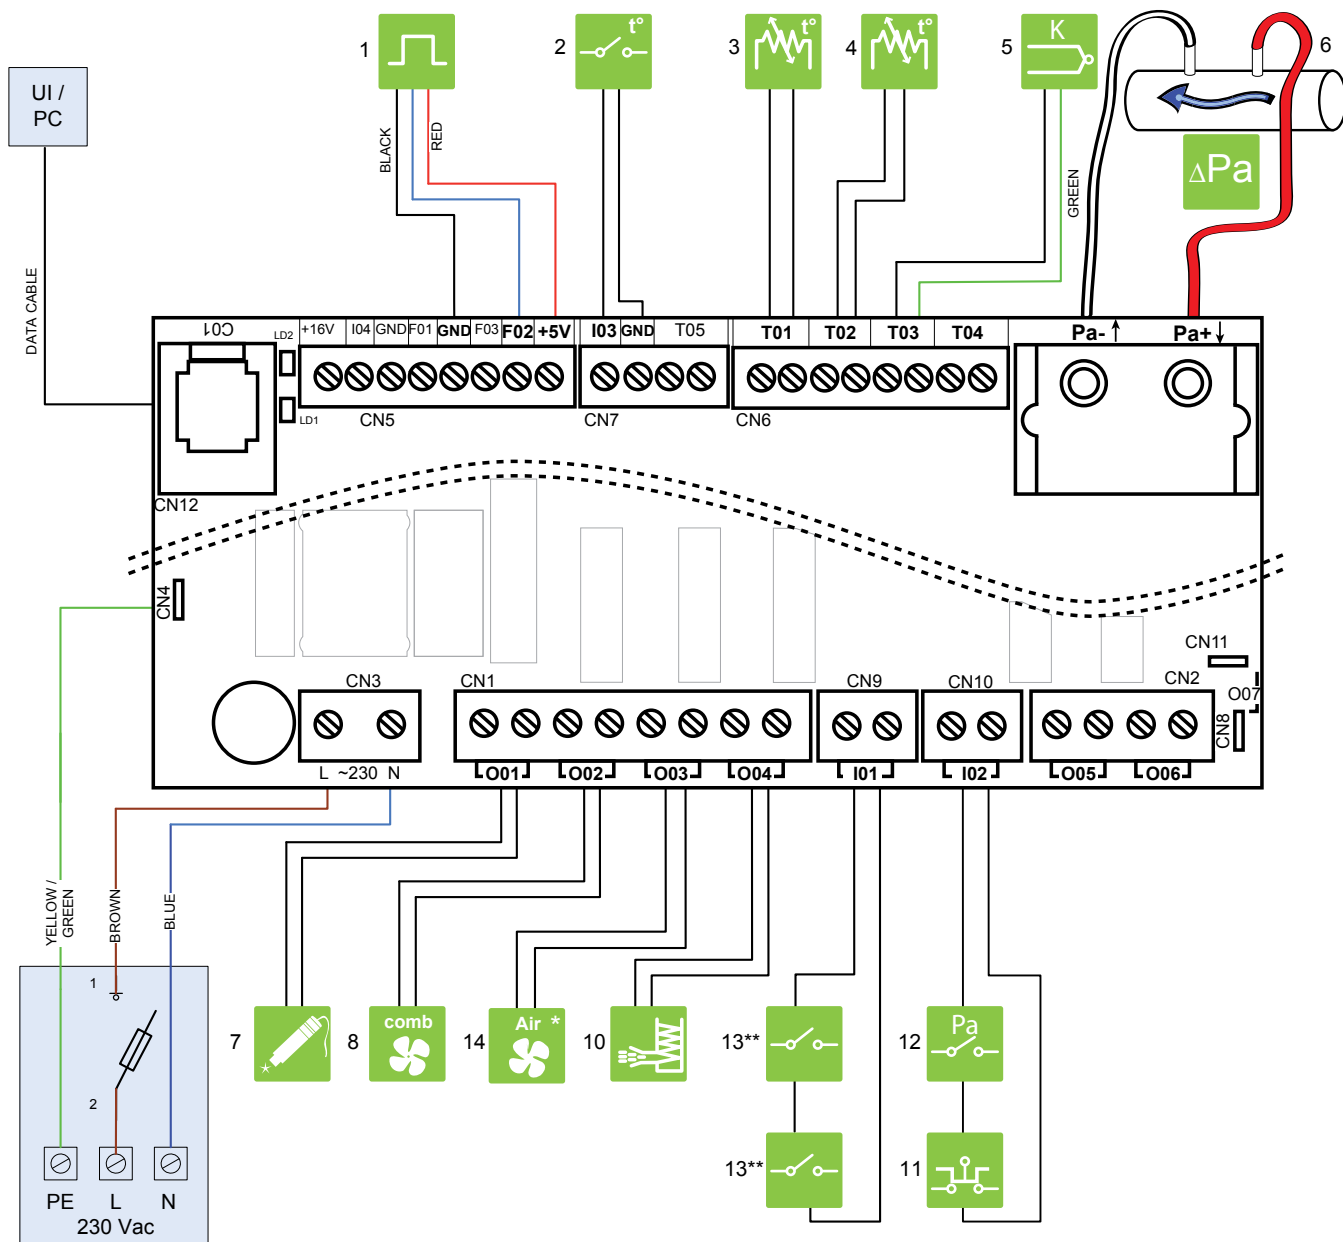 1
2
t°
3
t°
4
t°
5
K
6
UI /
PC
ΔPa
BLACK
RED
GREEN
DATA CABLE
C01
LD2
+16V
I04
GND
F01
GND
F03
F02
+5V
I03
GND
T05
T01
T02
T03
T04
Pa-
Pa+
LD1
CN5
CN7
CN6
CN12
CN4
CN11
CN3
CN1
CN9
CN10
CN2
O07
CN8
L ~230 N
O01
O02
O03
O04
I01
I02
O05
O06
YELLOW /
GREEN
BROWN
BLUE
1
2
PE
L
N
230 Vac
7
8
comb
14
Air *
10
13**
12
Pa
13**
11